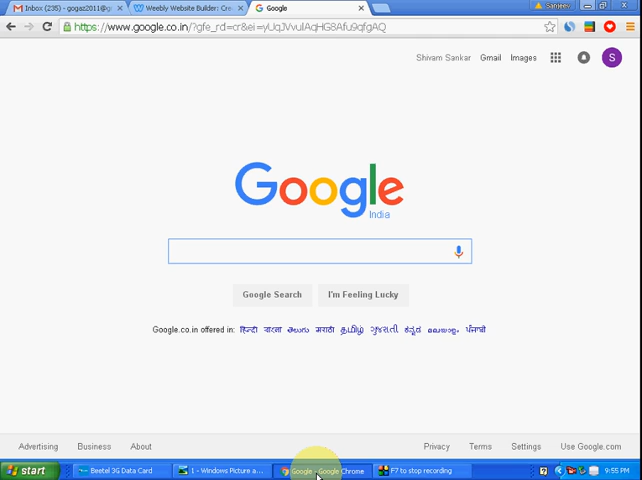 Inbox (235) - gogas2011@g
Weebly Website Builder: Cre
Google
Sanjeev
https://www.google.co.in/?gfe_rd=cr&ei=
Shivam Sankar
Gmail
Images
S
Google
India
Google Search
I'm Feeling Lucky
Google.co.in offered in: हिन्दी বাংলা తెలుగు मराठी தமிழ் ગુજરાતી ಕನ್ನಡ മലയാളം ਪੰਜਾਬੀ
Advertising
Business
About
Privacy
Terms
Settings
Use Google.com
start
Beetel 3G Data Card
1 - Windows Picture a...
Google - Google Chrome
F7 to stop recording
9:55 PM